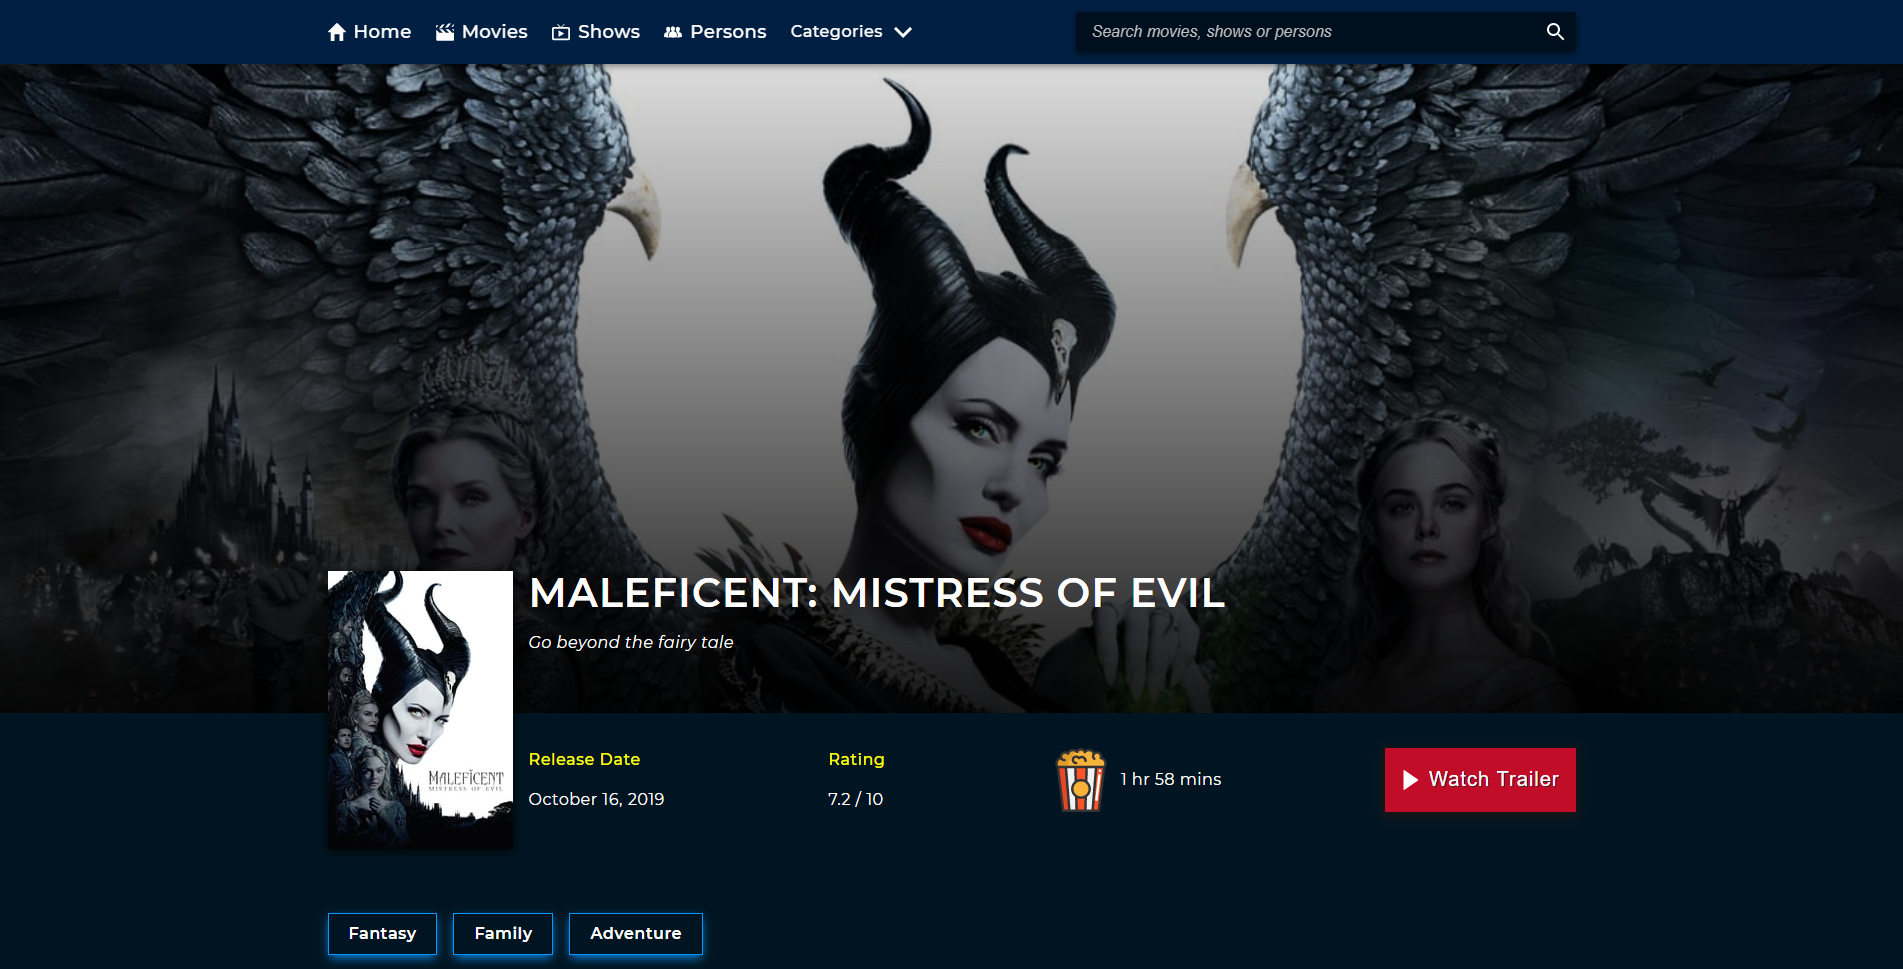 Home Movies Shows Persons Categories Search movies, shows or persons
MALEFICENT: MISTRESS OF EVIL
Go beyond the fairy tale
MALEFICENT
MISTRESS OF EVIL
Release Date
October 16, 2019
Rating
7.2 / 10
1 hr 58 mins
Watch Trailer
Fantasy Family Adventure